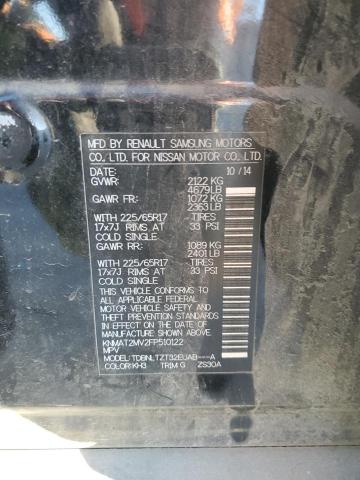 MFD BY RENAULT SAMSUNG MOTORS
CO., LTD. FOR NISSAN MOTOR CO., LTD.
DATE: 10/14
GVWR: 2122 KG
4679 LB
GAWR FR: 1072 KG
2363 LB
WITH 225/65R17 TIRES
17x7J RIMS AT 33 PSI
COLD SINGLE
GAWR RR: 1089 KG
2401 LB
WITH 225/65R17 TIRES
17x7J RIMS AT 33 PSI
COLD SINGLE
THIS VEHICLE CONFORMS TO ALL
APPLICABLE FEDERAL MOTOR VEHICLE
SAFETY, BUMPER, AND
THEFT PREVENTION STANDARDS
IN EFFECT ON THE DATE OF
MANUFACTURE SHOWN ABOVE.
KNMAT2MV2FP510122
MPV
MODEL:TDBNLTZT32EUAB----A
COLOR:KH3 TRIM:G ZS30A